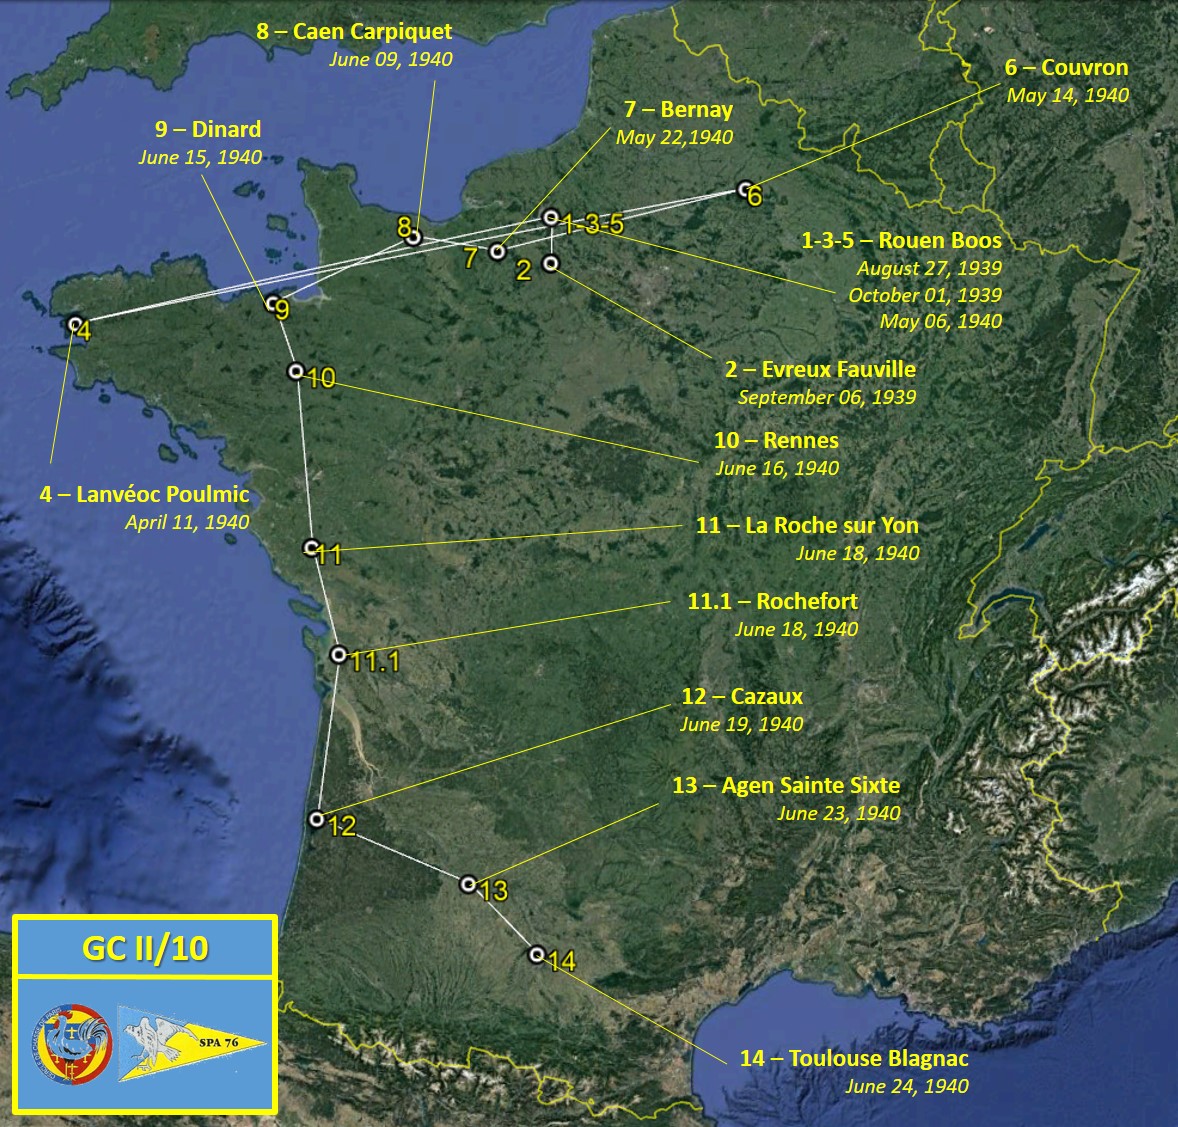 8 – Caen Carpiquet
June 09, 1940
6 – Couvron
May 14, 1940
7 – Bernay
May 22,1940
9 – Dinard
June 15, 1940
6
8
1-3-5
7
2
1-3-5 – Rouen Boos
August 27, 1939
October 01, 1939
May 06, 1940
9
4
2 – Evreux Fauville
September 06, 1939
10
10 – Rennes
June 16, 1940
4 – Lanvéoc Poulmic
April 11, 1940
11 – La Roche sur Yon
June 18, 1940
11
11.1 – Rochefort
June 18, 1940
11.1
12 – Cazaux
June 19, 1940
13 – Agen Sainte Sixte
June 23, 1940
12
13
GC II/10
14
SPA 76
14 – Toulouse Blagnac
June 24, 1940